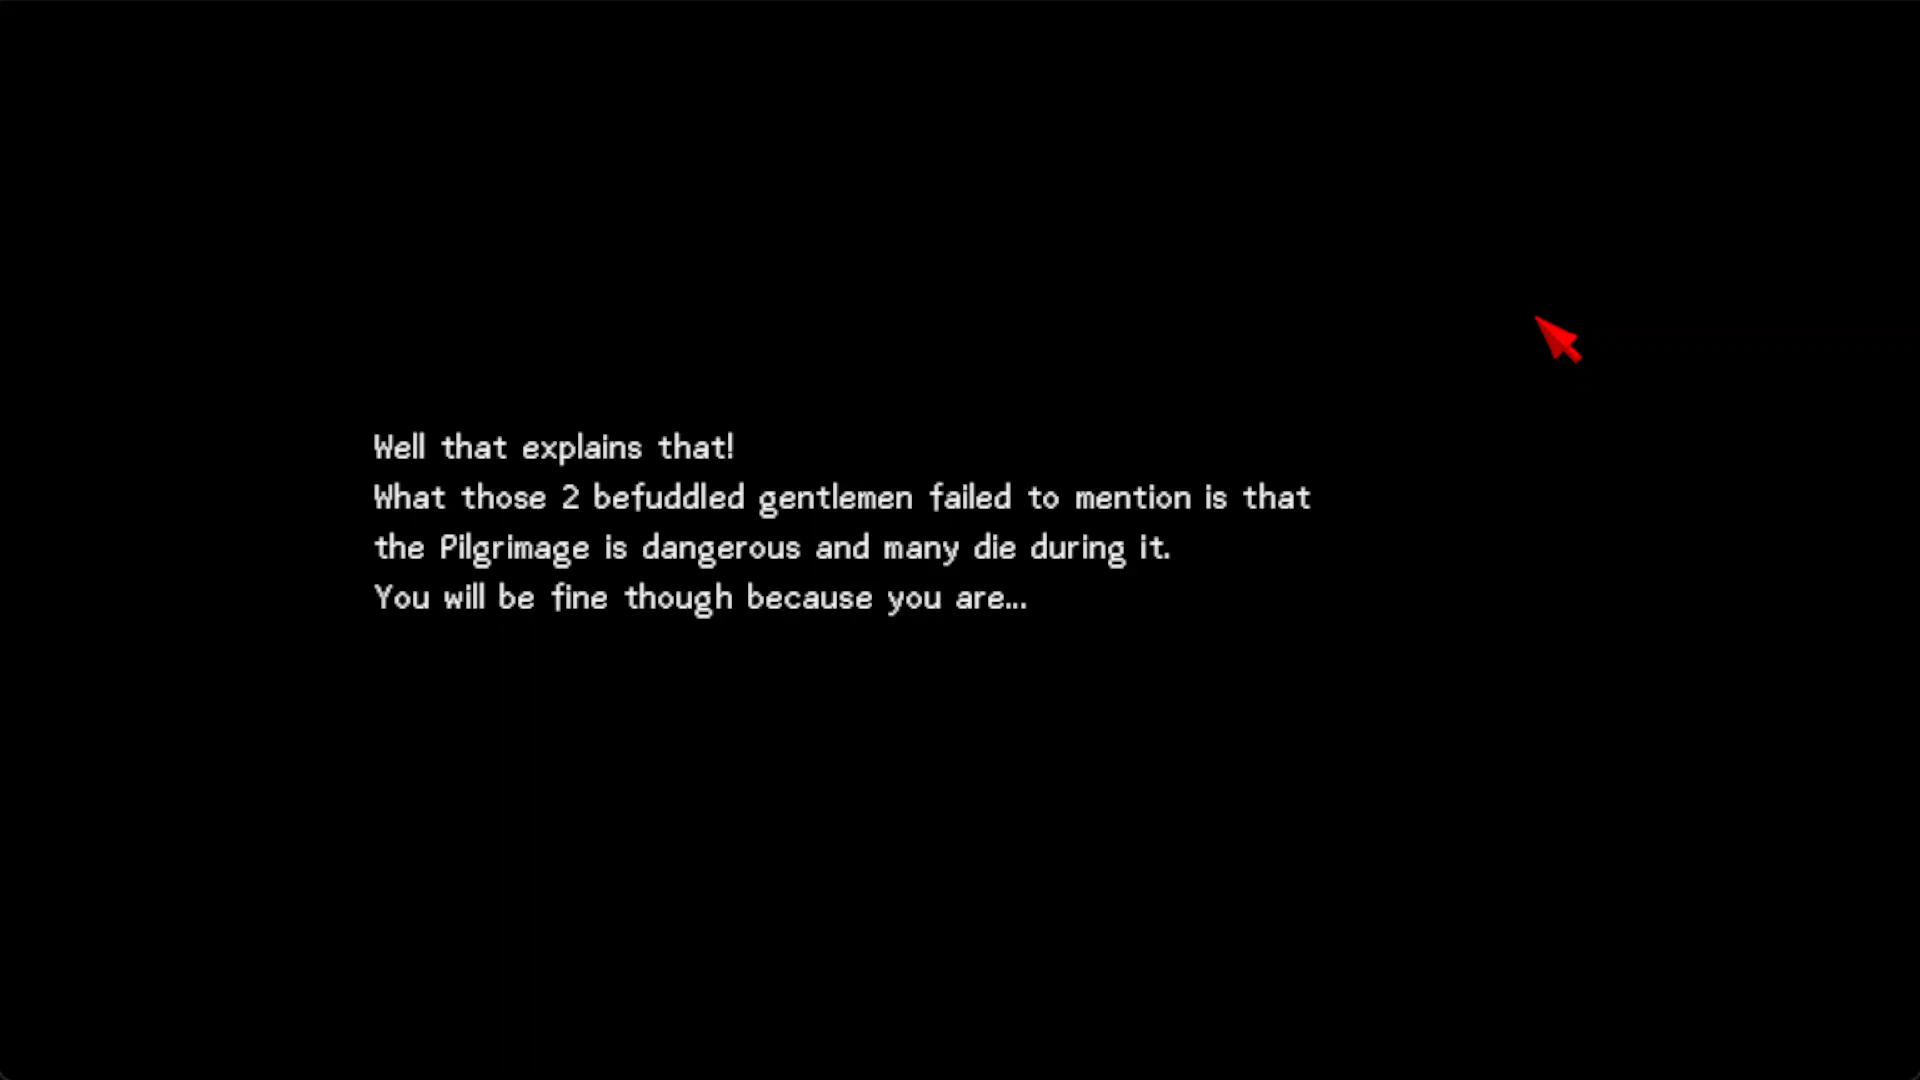 Well that explains that!
What those 2 befuddled gentlemen failed to mention is that
the Pilgrimage is dangerous and many die during it.
You will be fine though because you are...